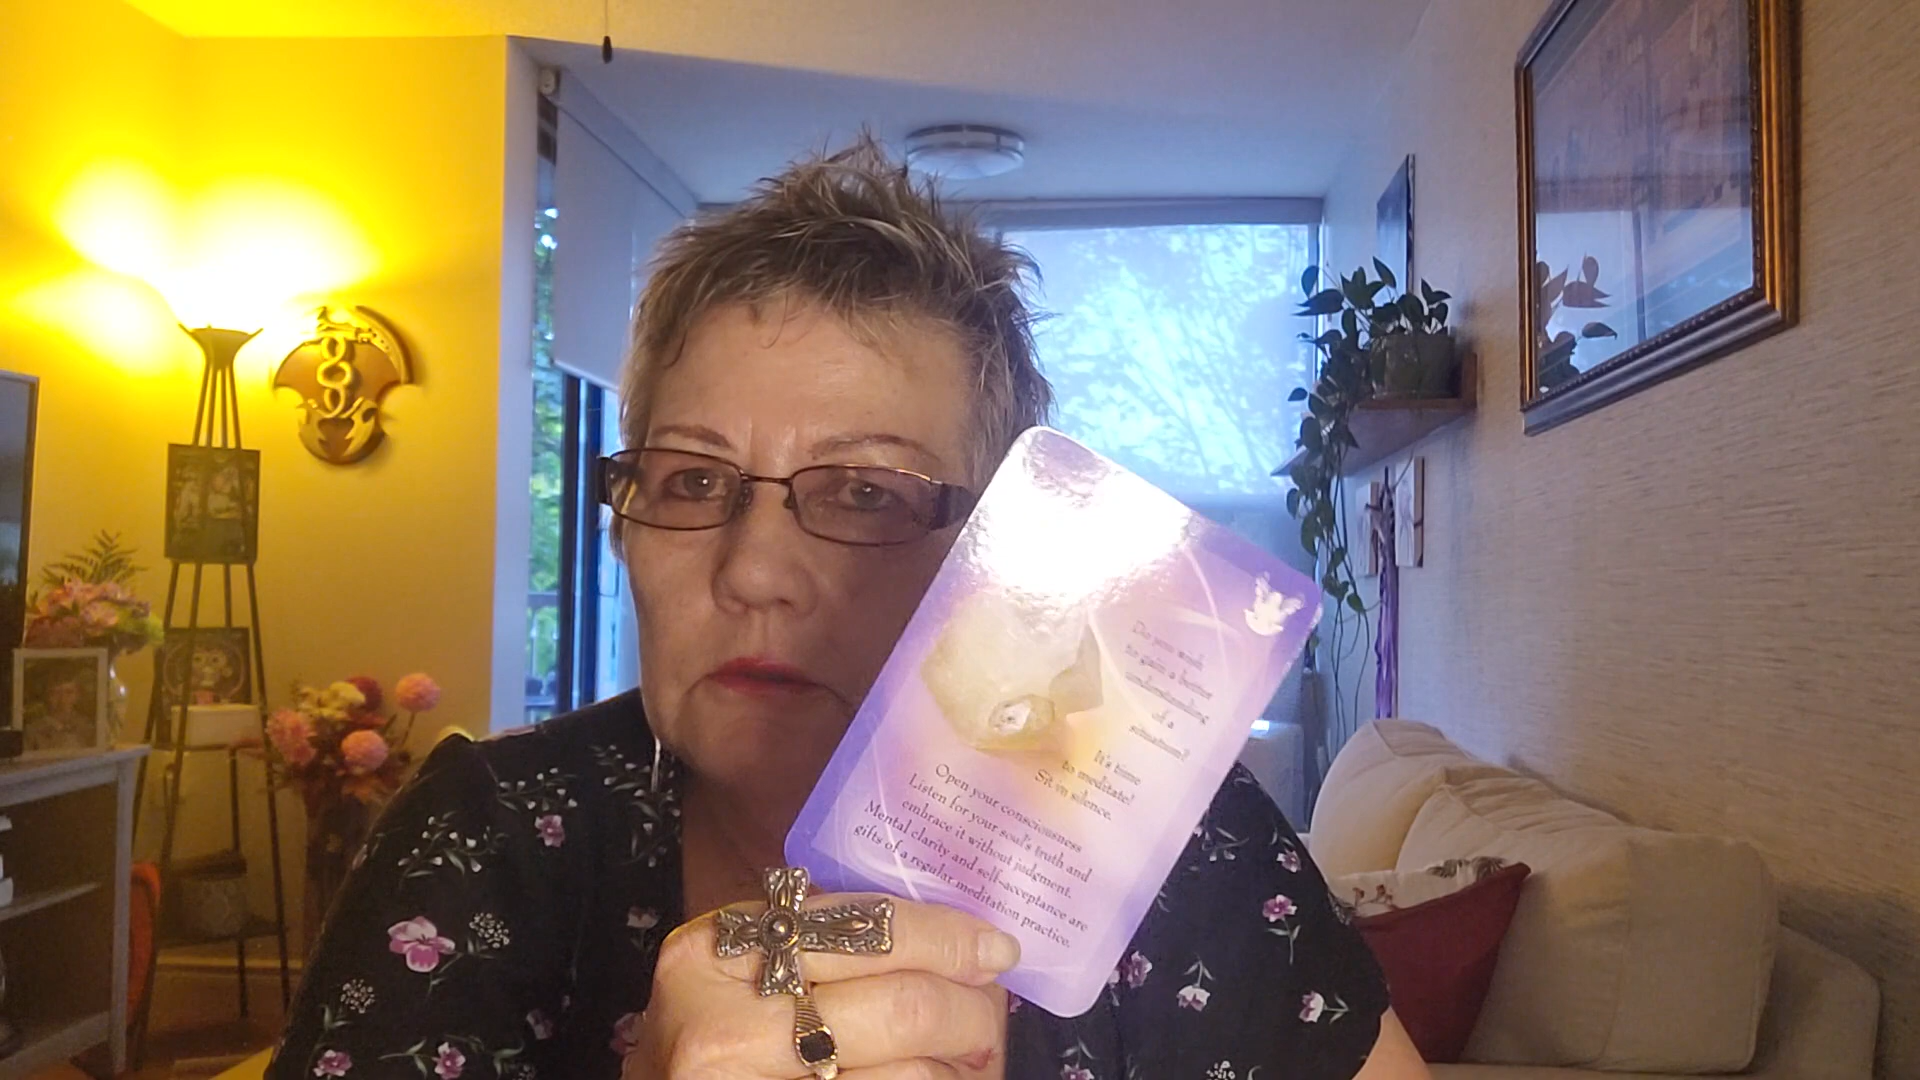 Do you wish
to gain a better
understanding
of a
situation?
It's time
to meditate!
Sit in silence.
Open your consciousness
Listen for your soul's truth and
embrace it without judgment.
Mental clarity and self-acceptance are
gifts of a regular meditation practice.